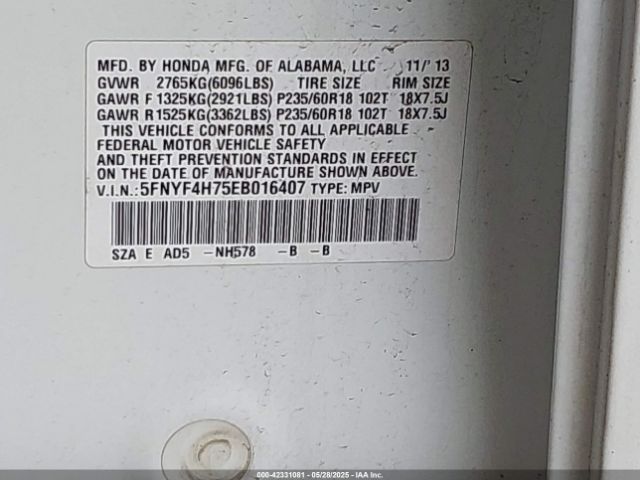 MFD. BY HONDA MFG. OF ALABAMA, LLC 11/ 13
GVWR 2765KG(6096LBS) TIRE SIZE RIM SIZE
GAWR F 1325KG(2921LBS) P235/60R18 102T 18X7.5J
GAWR R1525KG(3362LBS) P235/60R18 102T 18X7.5J
THIS VEHICLE CONFORMS TO ALL APPLICABLE
FEDERAL MOTOR VEHICLE SAFETY
AND THEFT PREVENTION STANDARDS IN EFFECT
ON THE DATE OF MANUFACTURE SHOWN ABOVE.
V.I.N.:5FNYF4H75EB016407 TYPE: MPV
SZA E AD5 -NH578 -B -B
000-42331081 - 05/28/2025 - IAA Inc.